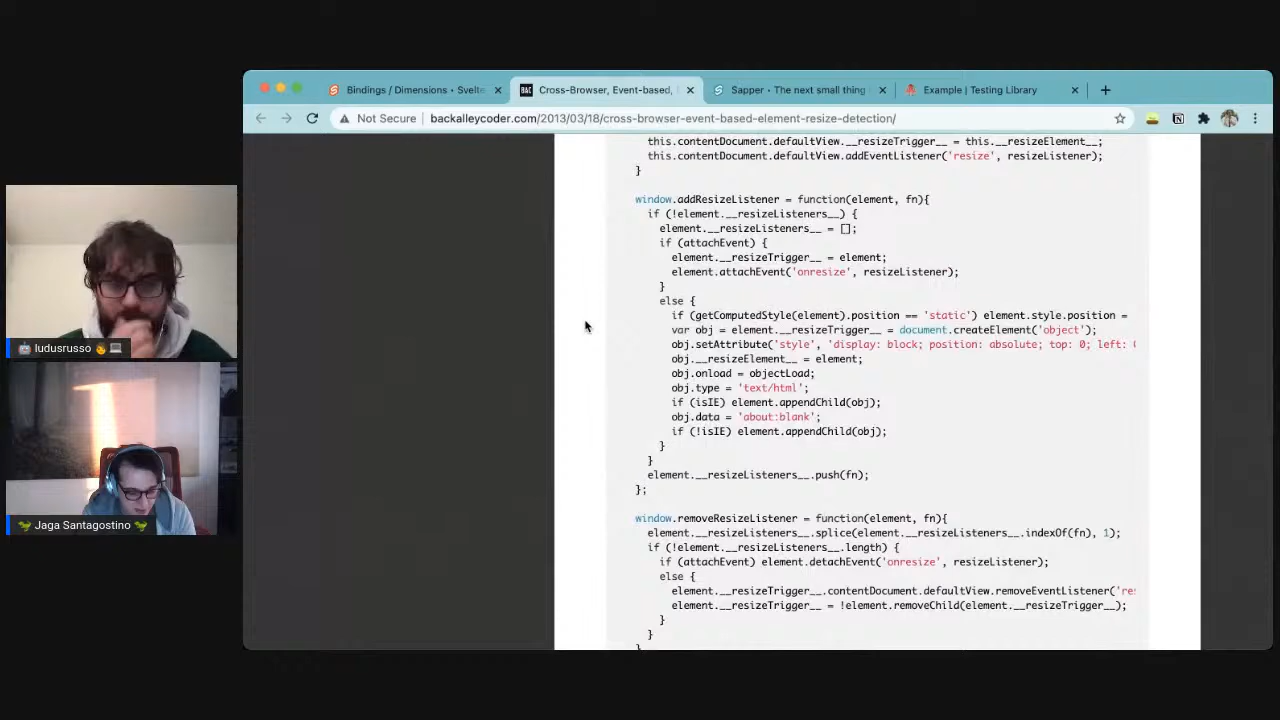 Bindings / Dimensions • Svelte
B&C Cross-Browser, Event-based,
Sapper • The next small thing i
Example | Testing Library
Not Secure
backalleycoder.com/2013/03/18/cross-browser-event-based-element-resize-detection/
this.contentDocument.defaultView.__resizeTrigger__ = this.__resizeElement__;
this.contentDocument.defaultView.addEventListener('resize', resizeListener);
}
window.addResizeListener = function(element, fn){
if (!element.__resizeListeners__) {
element.__resizeListeners__ = [];
if (attachEvent) {
element.__resizeTrigger__ = element;
element.attachEvent('onresize', resizeListener);
}
else {
if (getComputedStyle(element).position == 'static') element.style.position =
var obj = element.__resizeTrigger__ = document.createElement('object');
obj.setAttribute('style', 'display: block; position: absolute; top: 0; left:
obj.__resizeElement__ = element;
obj.onload = objectLoad;
obj.type = 'text/html';
if (isIE) element.appendChild(obj);
obj.data = 'about:blank';
if (!isIE) element.appendChild(obj);
}
}
element.__resizeListeners__.push(fn);
};
window.removeResizeListener = function(element, fn){
element.__resizeListeners__.splice(element.__resizeListeners__.indexOf(fn), 1);
if (!element.__resizeListeners__.length) {
if (attachEvent) element.detachEvent('onresize', resizeListener);
else {
element.__resizeTrigger__.contentDocument.defaultView.removeEventListener('res
element.__resizeTrigger__ = !element.removeChild(element.__resizeTrigger__);
}
}
ludusrusso
Jaga Santagostino